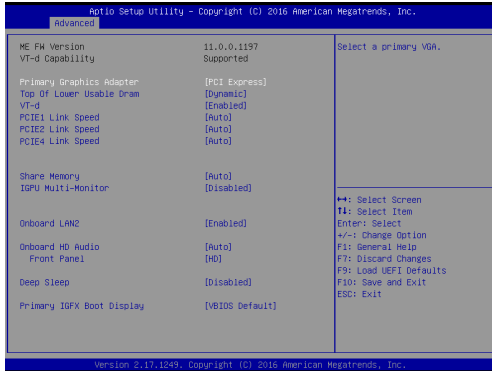 Aptio Setup Utility – Copyright (C) 2016 American Megatrends, Inc.
Advanced
ME FW Version 11.0.0.1197
VT-d Capability Supported
Primary Graphics Adapter [PCI Express]
Top Of Lower Usable Dram [Dynamic]
VT-d [Enabled]
PCIE1 Link Speed [Auto]
PCIE2 Link Speed [Auto]
PCIE4 Link Speed [Auto]
Share Memory [Auto]
IGPU Multi-Monitor [Disabled]
Onboard LAN2 [Enabled]
Onboard HD Audio [Auto]
Front Panel [HD]
Deep Sleep [Disabled]
Primary IGFX Boot Display [VBIOS Default]
Select a primary VGA.
↔: Select Screen
↑↓: Select Item
Enter: Select
+/-: Change Option
F1: General Help
F7: Discard Changes
F9: Load UEFI Defaults
F10: Save and Exit
ESC: Exit
Version 2.17.1249. Copyright (C) 2016 American Megatrends, Inc.